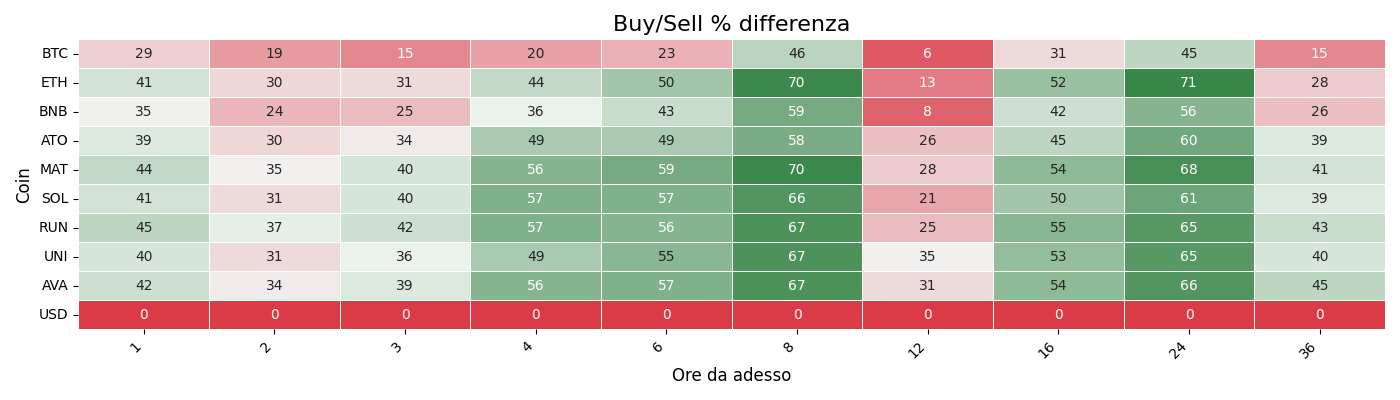 Buy/Sell % differenza
Coin
BTC 29 19 15 20 23 46 6 31 45 15
ETH 41 30 31 44 50 70 13 52 71 28
BNB 35 24 25 36 43 59 8 42 56 26
ATO 39 30 34 49 49 58 26 45 60 39
MAT 44 35 40 56 59 70 28 54 68 41
SOL 41 31 40 57 57 66 21 50 61 39
RUN 45 37 42 57 56 67 25 55 65 43
UNI 40 31 36 49 55 67 35 53 65 40
AVA 42 34 39 56 57 67 31 54 66 45
USD 0 0 0 0 0 0 0 0 0 0
1 2 3 4 6 8 12 16 24 36
Ore da adesso